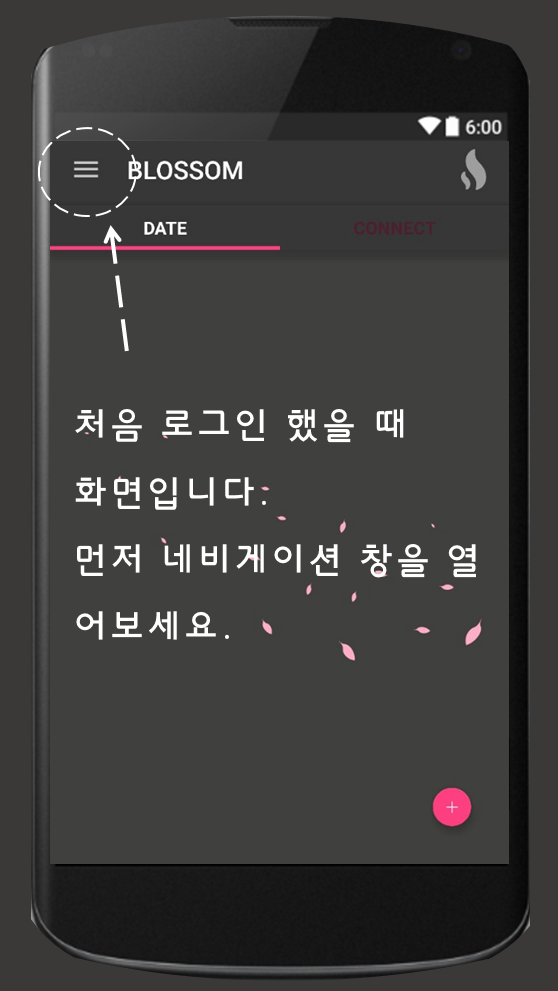 6:00
BLOSSOM
DATE CONNECT
처음 로그인 했을 때
화면입니다.
먼저 네비게이션 창을 열
어보세요.